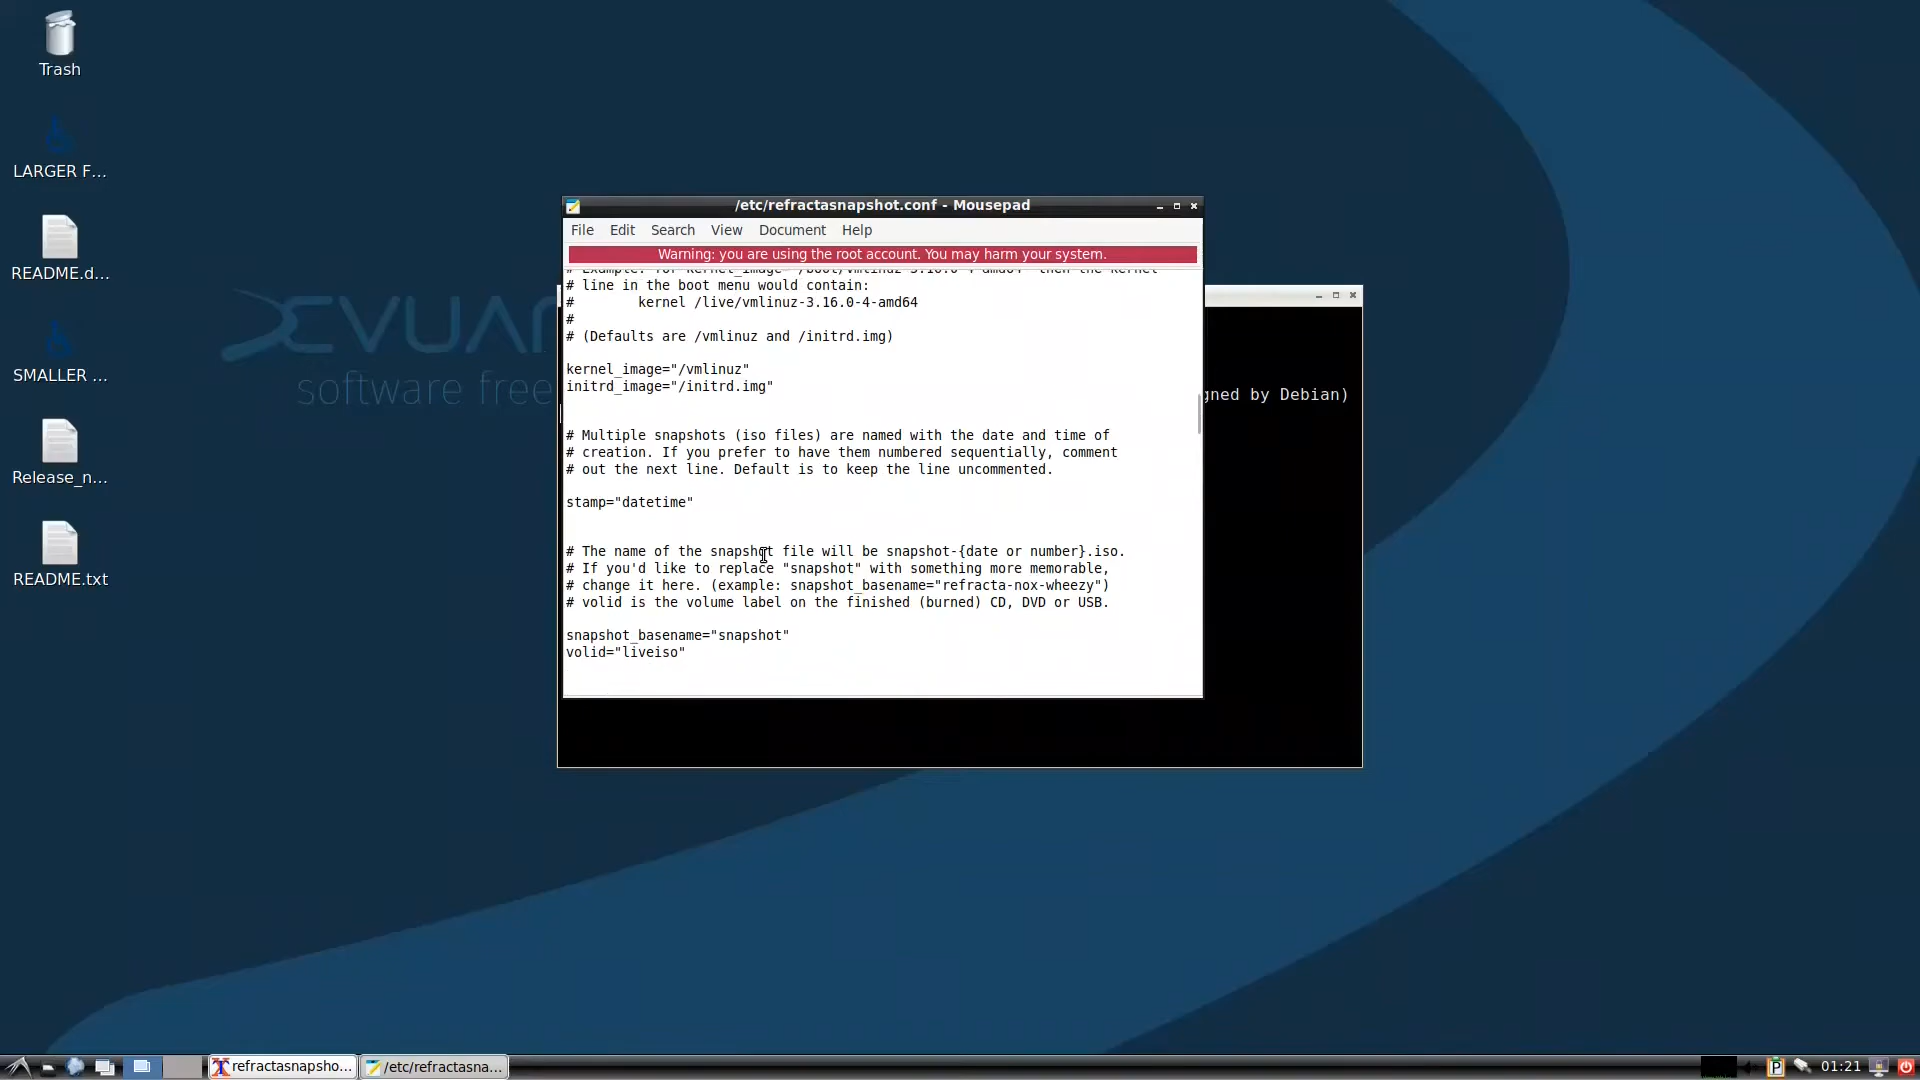 Trash
LARGER F...
README.d...
SMALLER ...
Release_n...
README.txt
EVUAN
software free
/etc/refractasnapshot.conf - Mousepad
File Edit Search View Document Help
Warning: you are using the root account. You may harm your system.
# line in the boot menu would contain:
#        kernel /live/vmlinuz-3.16.0-4-amd64
#
# (Defaults are /vmlinuz and /initrd.img)
kernel_image="/vmlinuz"
initrd_image="/initrd.img"
# Multiple snapshots (iso files) are named with the date and time of
# creation. If you prefer to have them numbered sequentially, comment
# out the next line. Default is to keep the line uncommented.
stamp="datetime"
# The name of the snapshot file will be snapshot-{date or number}.iso.
# If you'd like to replace "snapshot" with something more memorable,
# change it here. (example: snapshot_basename="refracta-nox-wheezy")
# volid is the volume label on the finished (burned) CD, DVD or USB.
snapshot_basename="snapshot"
volid="liveiso"
gned by Debian)
refractasnapsho...
/etc/refractasna...
P
01:21